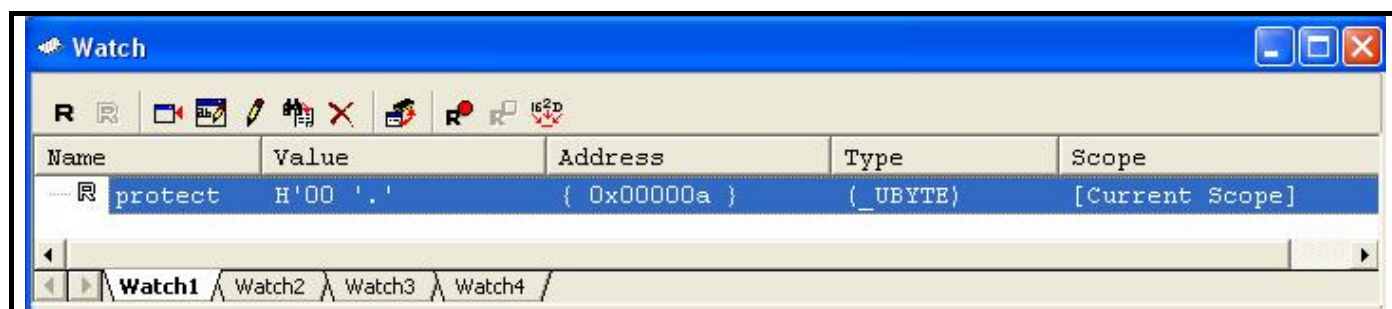 Watch
Name Value Address Type Scope
R protect H'00 '.' { 0x00000a } (_UBYTE) [Current Scope]
Watch1 Watch2 Watch3 Watch4